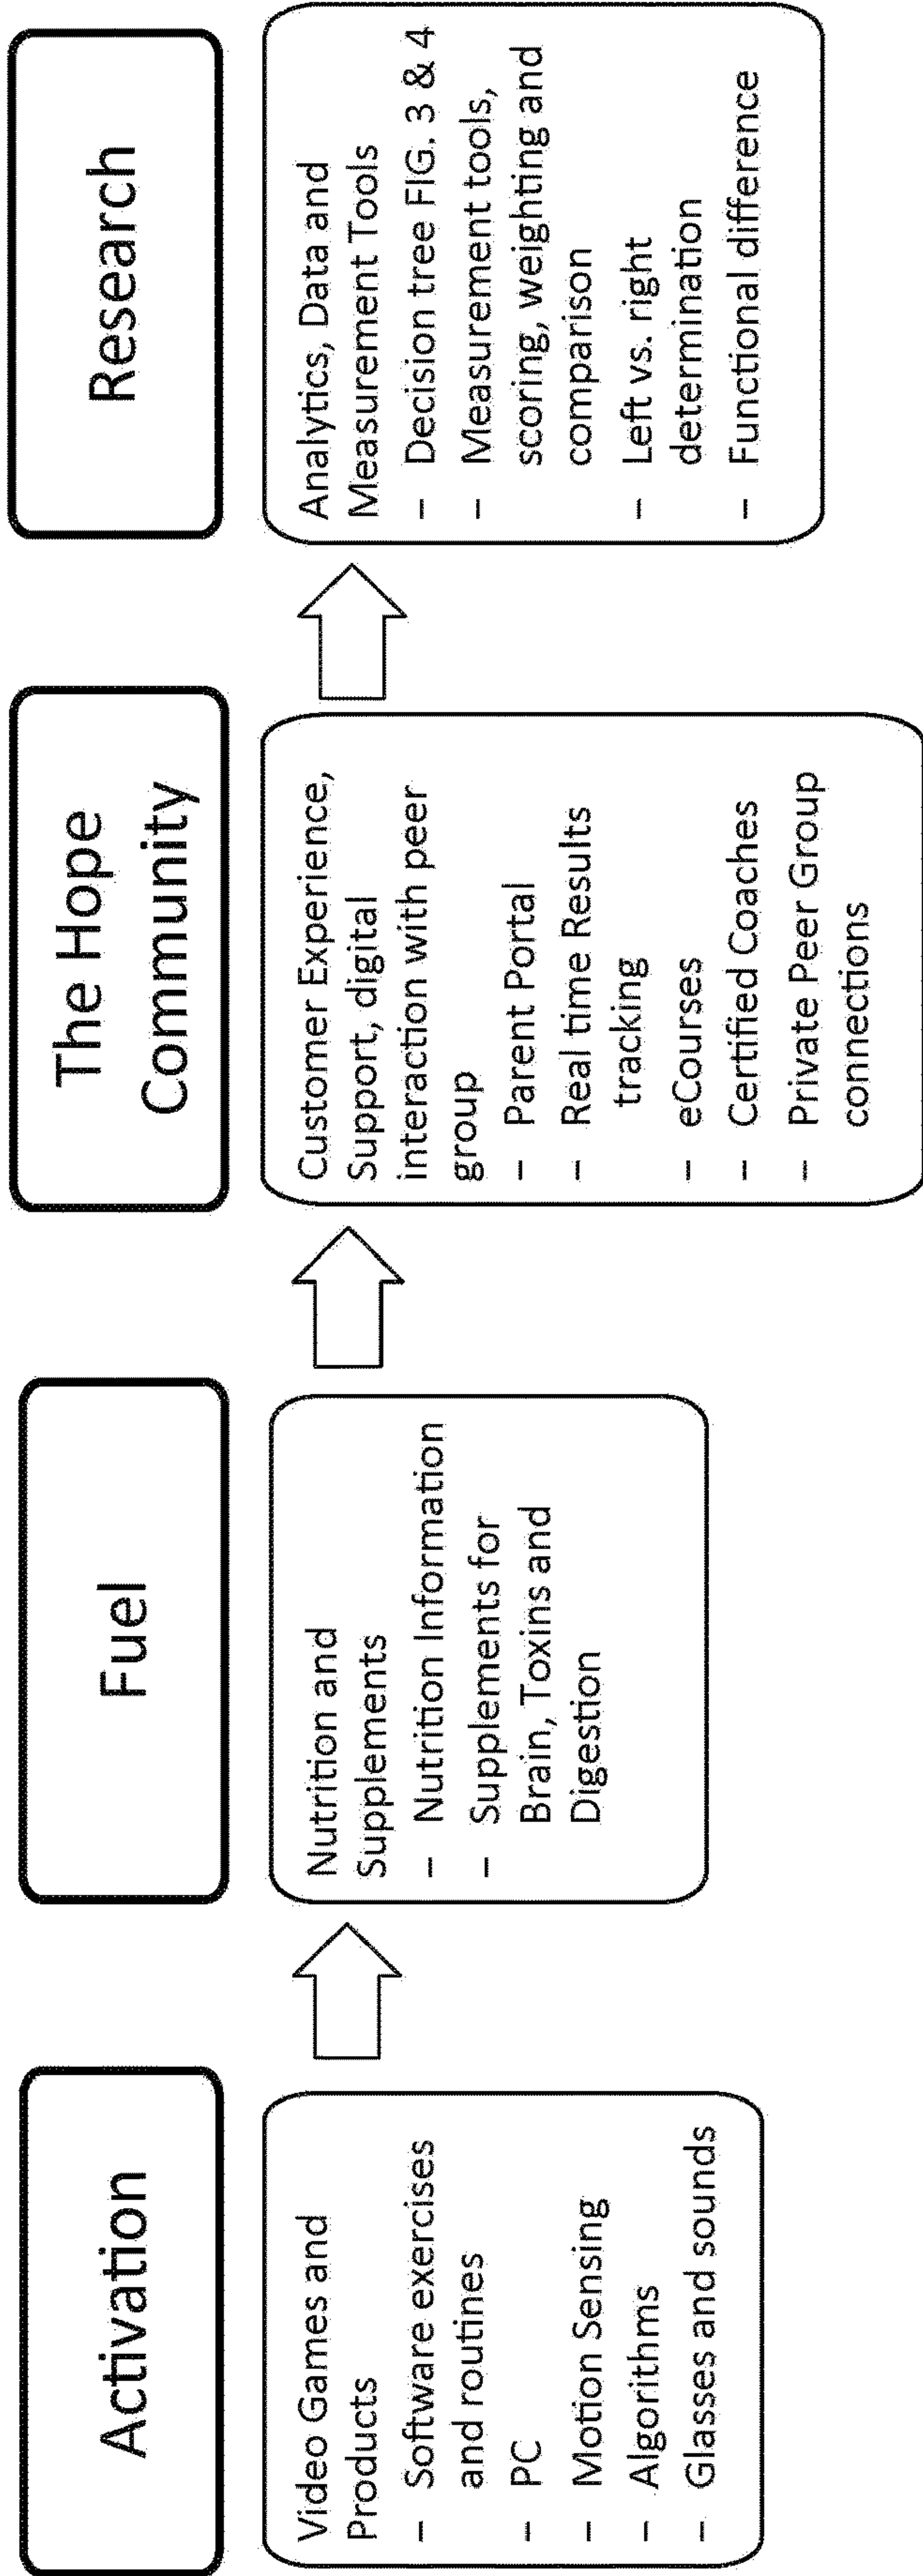 Activation
Video Games and
Products
– Software exercises
and routines
– PC
– Motion Sensing
– Algorithms
– Glasses and sounds
Fuel
Nutrition and
Supplements
– Nutrition Information
– Supplements for
Brain, Toxins and
Digestion
The Hope
Community
Customer Experience,
Support, digital
interaction with peer
group
– Parent Portal
– Real time Results
tracking
– eCourses
– Certified Coaches
– Private Peer Group
connections
Research
Analytics, Data and
Measurement Tools
– Decision tree FIG. 3 & 4
– Measurement tools,
scoring, weighting and
comparison
– Left vs. right
determination
– Functional difference